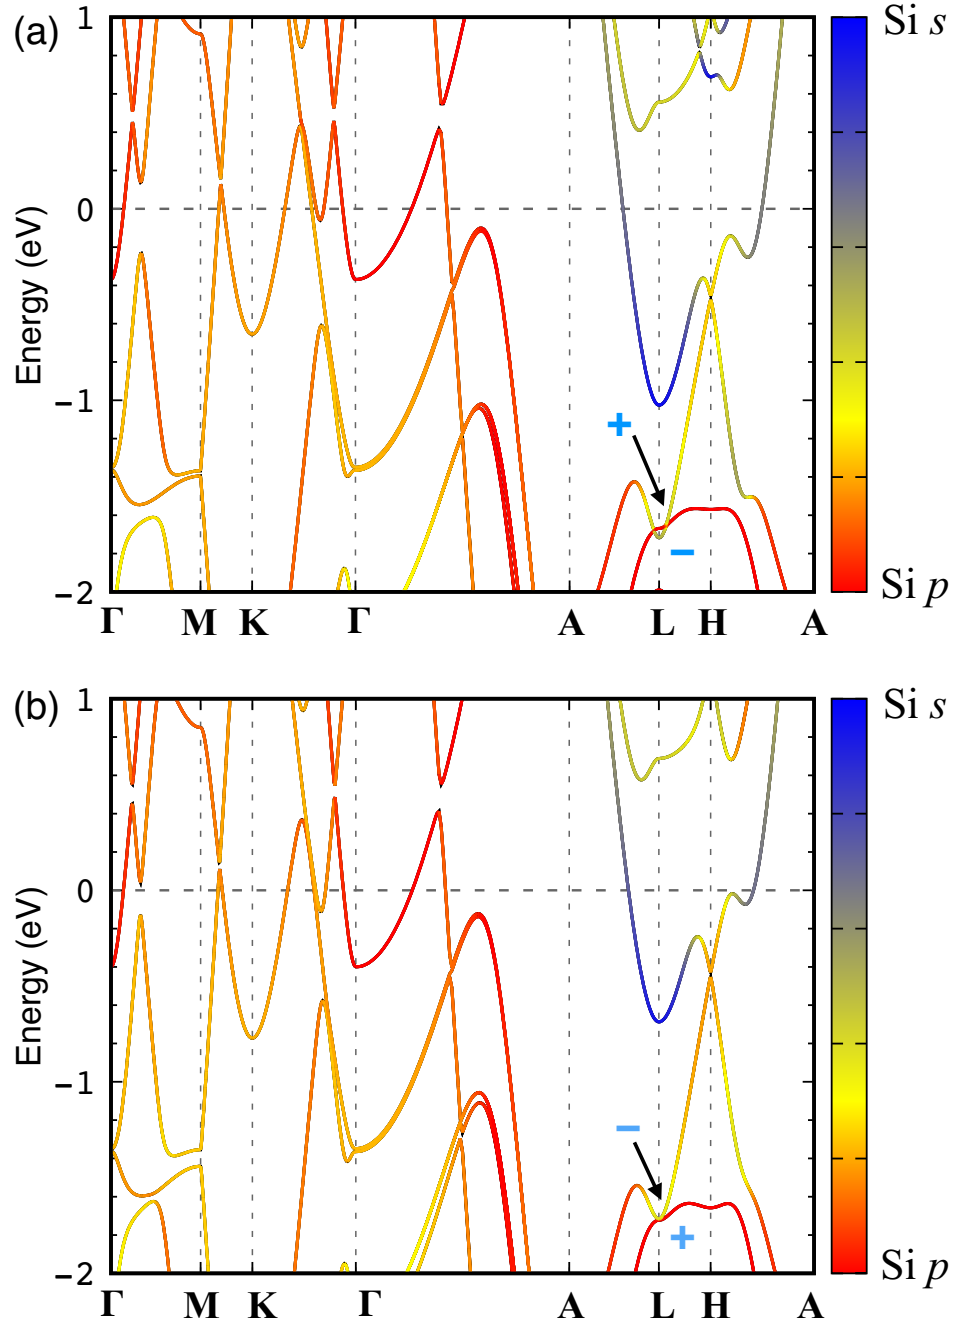 (a)
1
0
−1
−2
Energy (eV)
+
−
Γ M K Γ A L H A
Si s
Si p
(b)
1
0
−1
−2
Energy (eV)
−
+
Γ M K Γ A L H A
Si s
Si p